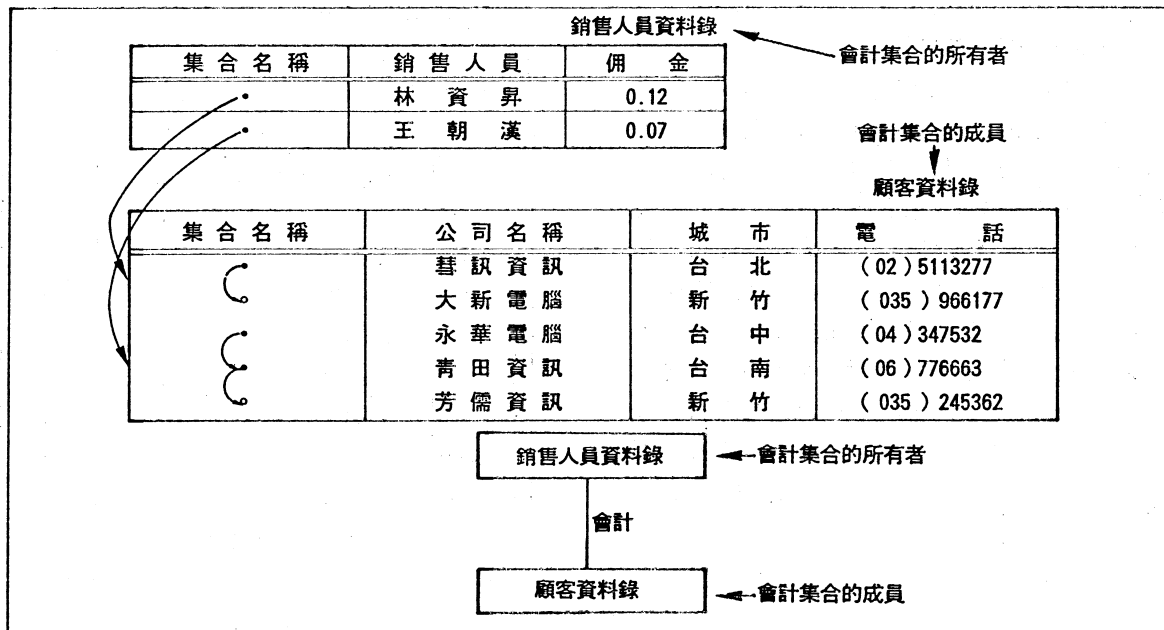 銷售人員資料錄
會計集合的所有者
集合名稱 銷售人員 佣金
林資昇 0.12
王朝漢 0.07
會計集合的成員
顧客資料錄
集合名稱 公司名稱 城市 電話
彗訊資訊 台北 (02)5113277
大新電腦 新竹 (035)966177
永華電腦 台中 (04)347532
青田資訊 台南 (06)776663
芳儒資訊 新竹 (035)245362
銷售人員資料錄 會計集合的所有者
會計
顧客資料錄 會計集合的成員